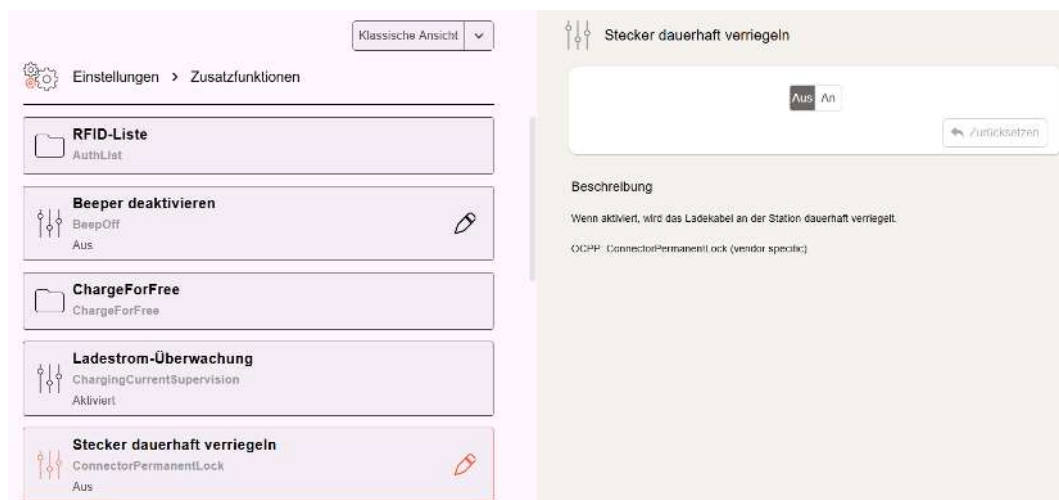 Klassische Ansicht
Einstellungen > Zusatzfunktionen
RFID-Liste
AuthList
Beeper deaktivieren
BeepOff
Aus
ChargeForFree
ChargeForFree
Ladestrom-Überwachung
ChargingCurrentSupervision
Aktiviert
Stecker dauerhaft verriegeln
ConnectorPermanentLock
Aus
Stecker dauerhaft verriegeln
Aus An
Zurücksetzen
Beschreibung
Wenn aktiviert, wird das Ladekabel an der Station dauerhaft verriegelt.
OCPP: ConnectorPermanentLock (vendor specific)